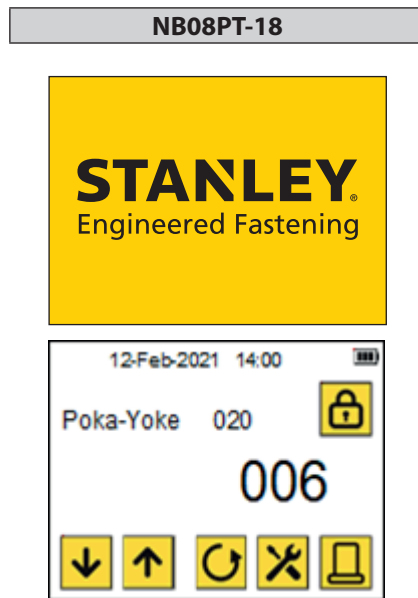 NB08PT-18
STANLEY®
Engineered Fastening
12-Feb-2021 14:00
Poka-Yoke 020
006